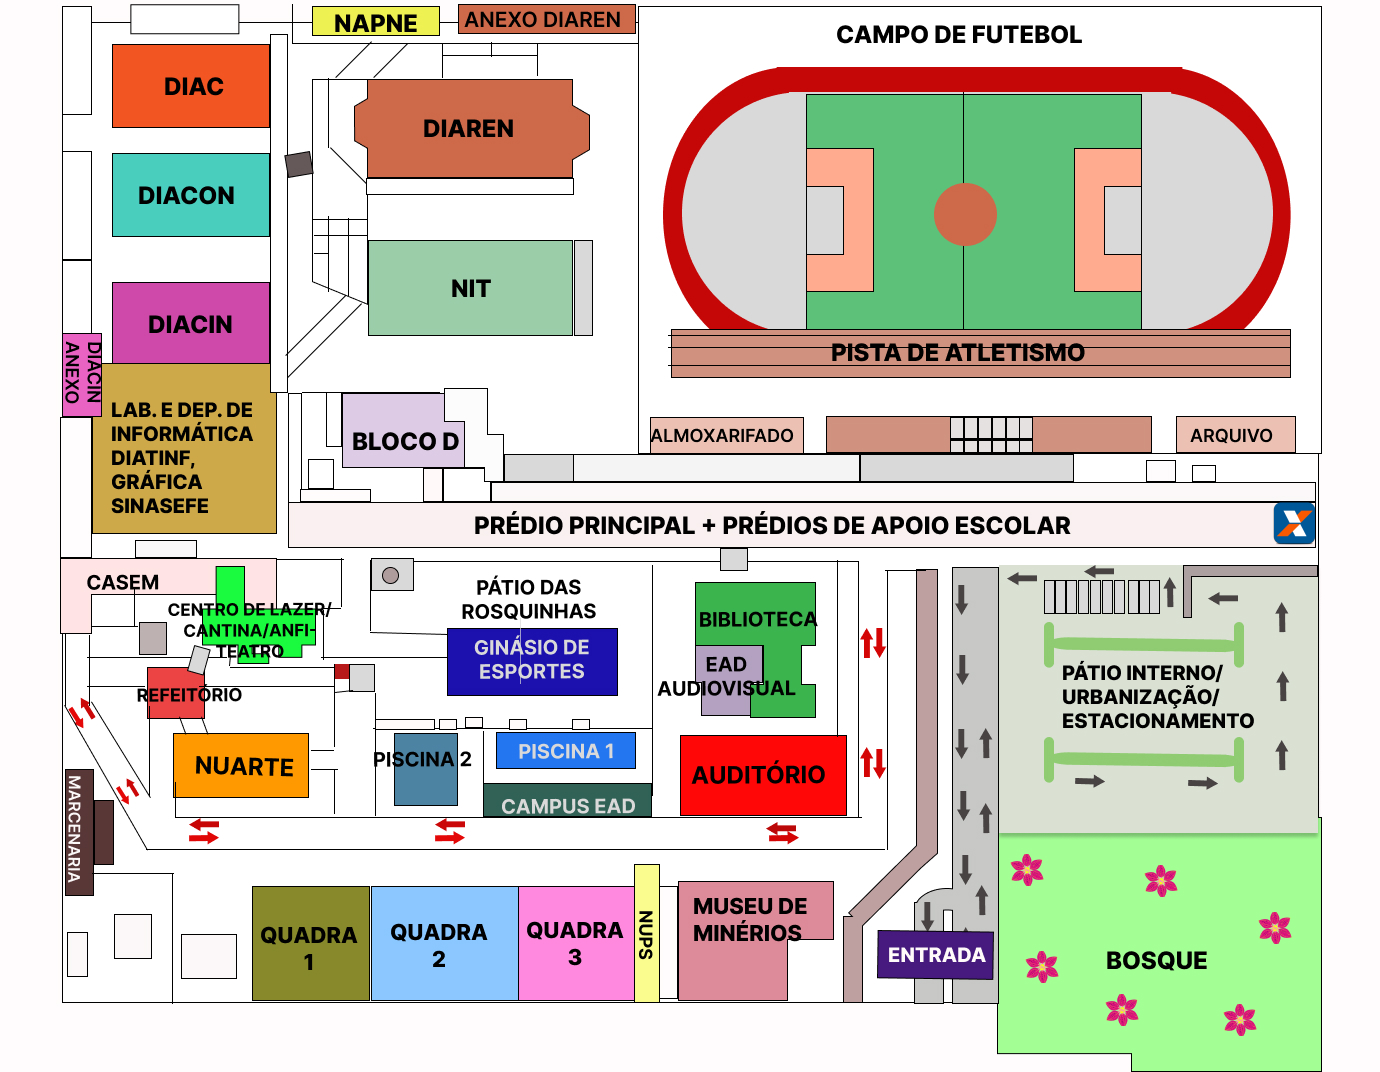 NAPNE
ANEXO DIAREN
CAMPO DE FUTEBOL
DIAC
DIAREN
DIACON
NIT
DIACIN
DIACIN
ANEXO
PISTA DE ATLETISMO
LAB. E DEP. DE
INFORMÁTICA
DIATINF,
GRÁFICA
SINASEFE
BLOCO D
ALMOXARIFADO
ARQUIVO
PRÉDIO PRINCIPAL + PRÉDIOS DE APOIO ESCOLAR
CASEM
CENTRO DE LAZER/
CANTINA/ANFI-
TEATRO
PÁTIO DAS
ROSQUINHAS
GINÁSIO DE
ESPORTES
BIBLIOTECA
EAD
AUDIOVISUAL
PÁTIO INTERNO/
URBANIZAÇÃO/
ESTACIONAMENTO
REFEITÓRIO
NUARTE
PISCINA 2
PISCINA 1
CAMPUS EAD
AUDITÓRIO
MARCENARIA
QUADRA
1
QUADRA
2
QUADRA
3
NUPS
MUSEU DE
MINÉRIOS
ENTRADA
BOSQUE